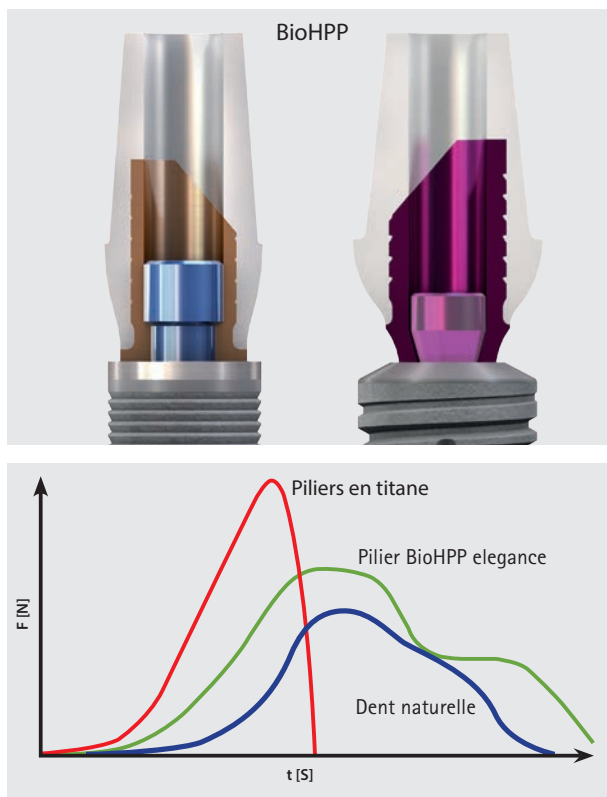 BioHPP
Piliers en titane
Pilier BioHPP elegance
F [N]
Dent naturelle
t [S]